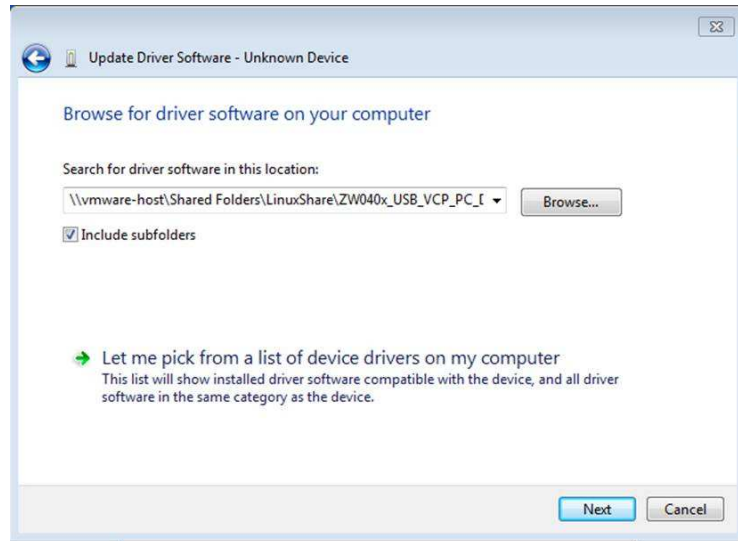 Update Driver Software - Unknown Device
Browse for driver software on your computer
Search for driver software in this location:
\\vmware-host\Shared Folders\LinuxShare\ZW040x_USB_VCP_PC_
Browse...
Include subfolders
Let me pick from a list of device drivers on my computer
This list will show installed driver software compatible with the device, and all driver
software in the same category as the device.
Next
Cancel